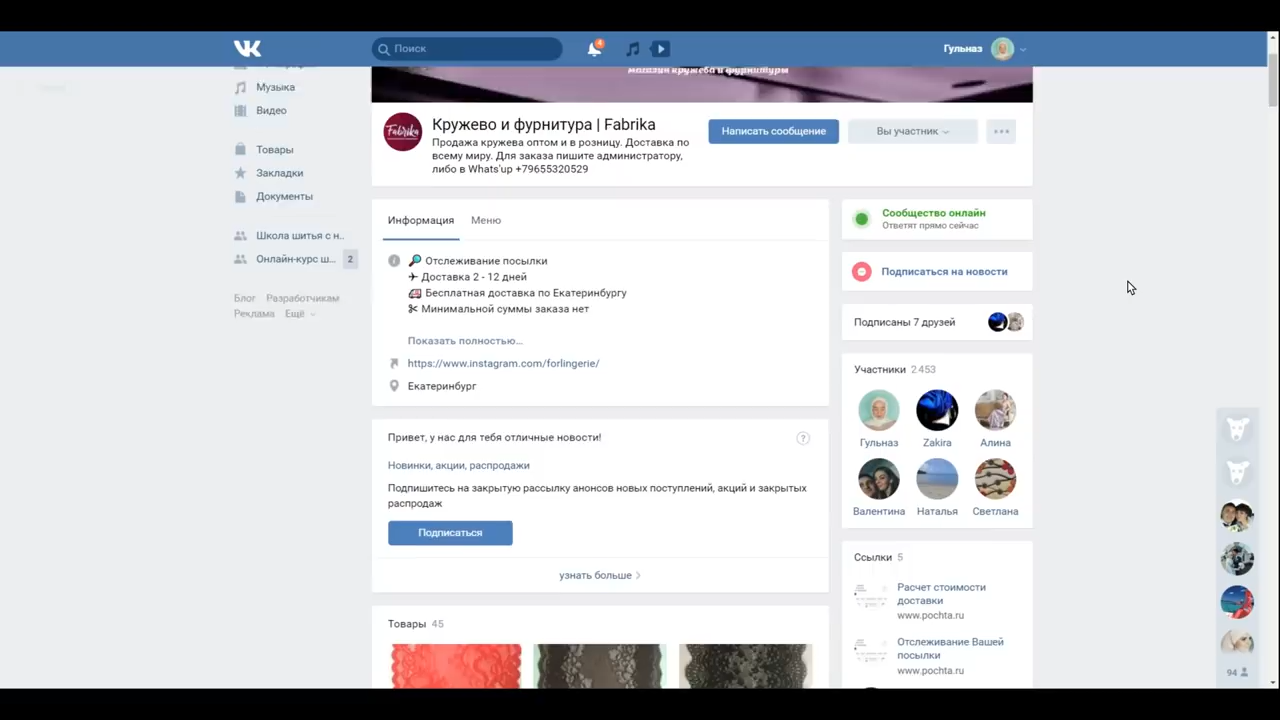 VK
Поиск
4
Гульназ
магазин кружева и фурнитуры
Музыка
Видео
Товары
Закладки
Документы
Школа шитья с н..
Онлайн-курс ш... 2
Блог Разработчикам
Реклама Ещё
Fabrika
Кружево и фурнитура | Fabrika
Продажа кружева оптом и в розницу. Доставка по
всему миру. Для заказа пишите администратору,
либо в Whats'up +79655320529
Написать сообщение
Вы участник
Информация Меню
Отслеживание посылки
Доставка 2 - 12 дней
Бесплатная доставка по Екатеринбургу
Минимальной суммы заказа нет
Показать полностью...
https://www.instagram.com/forlingerie/
Екатеринбург
Привет, у нас для тебя отличные новости!
?
Новинки, акции, распродажи
Подпишитесь на закрытую рассылку анонсов новых поступлений, акций и закрытых
распродаж
Подписаться
узнать больше
Товары 45
Сообщество онлайн
Ответят прямо сейчас
Подписаться на новости
Подписаны 7 друзей
Участники 2 453
Гульназ Zakira Алина
Валентина Наталья Светлана
Ссылки 5
Расчет стоимости
доставки
www.pochta.ru
Отслеживание Вашей
посылки
www.pochta.ru
94